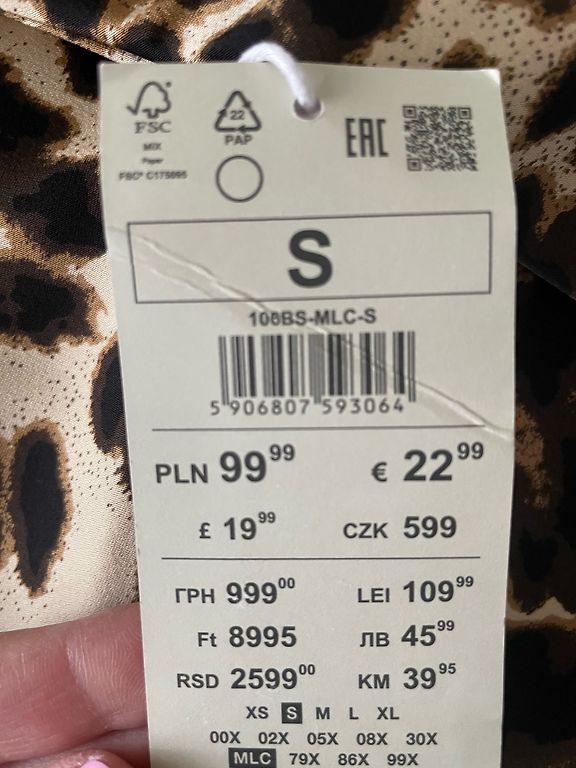 FSC
MIX
Paper
FSC® C175095
22
PAP
EAC
S
108BS-MLC-S
5 906807 593064
PLN 99⁹⁹ € 22⁹⁹
£ 19⁹⁹ CZK 599
ГРН 999⁰⁰ LEI 109⁹⁹
Ft 8995 ЛВ 45⁹⁹
RSD 2599⁰⁰ KM 39⁹⁵
XS S M L XL
00X 02X 05X 08X 30X
MLC 79X 86X 99X